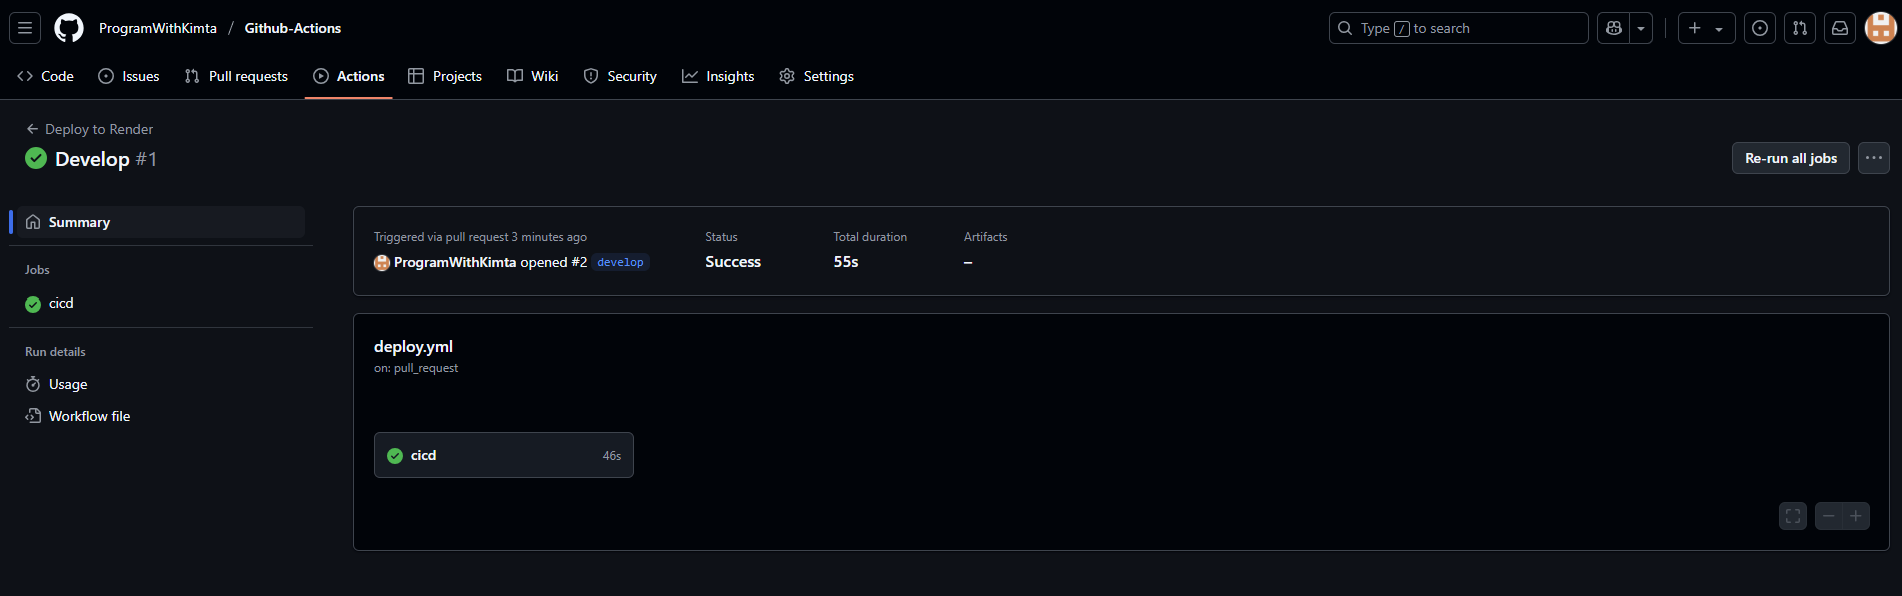 ProgramWithKimta / Github-Actions
Type / to search
Code Issues Pull requests Actions Projects Wiki Security Insights Settings
Deploy to Render
Develop #1
Re-run all jobs
Summary
Jobs
cicd
Run details
Usage
Workflow file
Triggered via pull request 3 minutes ago
ProgramWithKimta opened #2 develop
Status
Success
Total duration
55s
Artifacts
–
deploy.yml
on: pull_request
cicd 46s